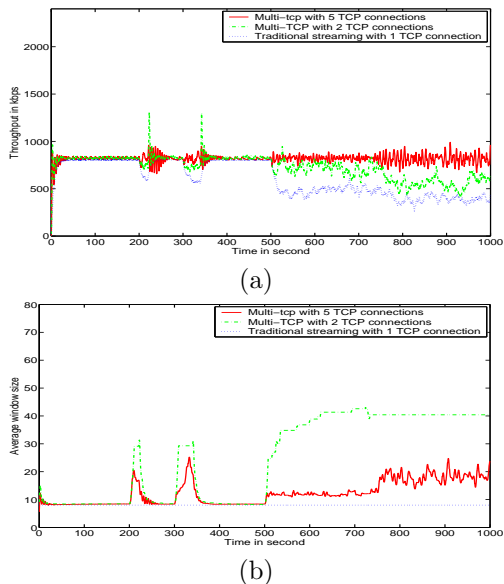 Multi-tcp with 5 TCP connections
Multi-TCP with 2 TCP connections
Traditional streaming with 1 TCP connection
Throughput in kbps
2000
1500
1000
500
0
0 100 200 300 400 500 600 700 800 900 1000
Time in second
(a)
Multi-tcp with 5 TCP connections
Multi-TCP with 2 TCP connections
Traditional streaming with 1 TCP connection
Average window size
80
70
60
50
40
30
20
10
0
0 100 200 300 400 500 600 700 800 900 1000
Time in second
(b)